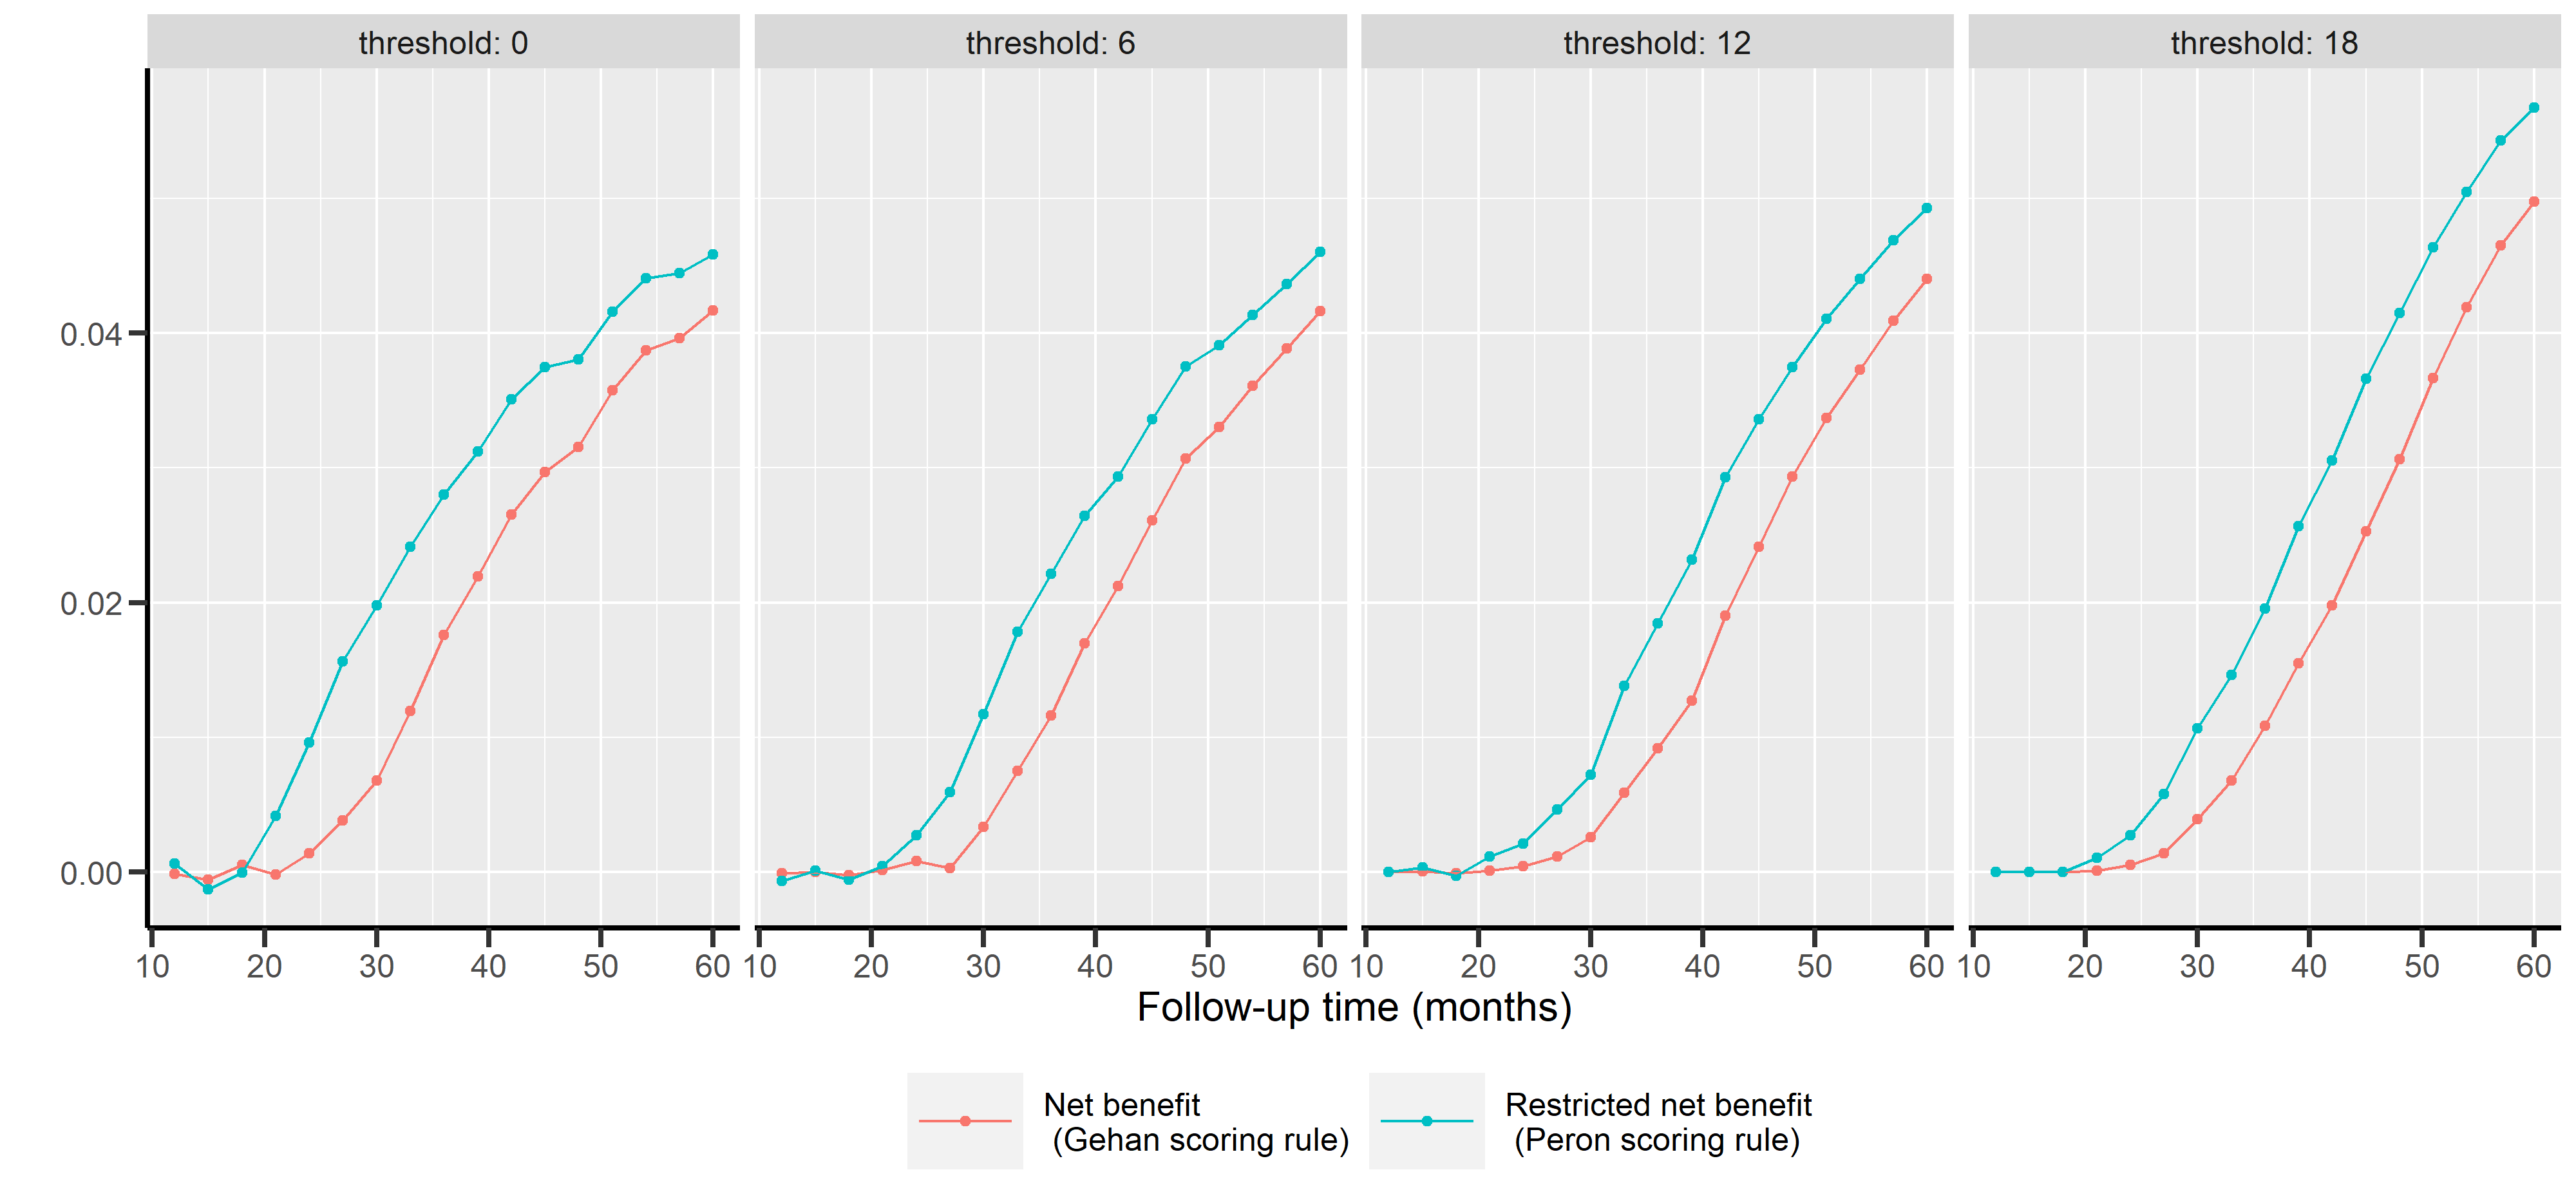 threshold: 0
threshold: 6
threshold: 12
threshold: 18
0.04
0.02
0.00
10 20 30 40 50 60
10 20 30 40 50 60
10 20 30 40 50 60
10 20 30 40 50 60
Follow-up time (months)
Net benefit
(Gehan scoring rule)
Restricted net benefit
(Peron scoring rule)